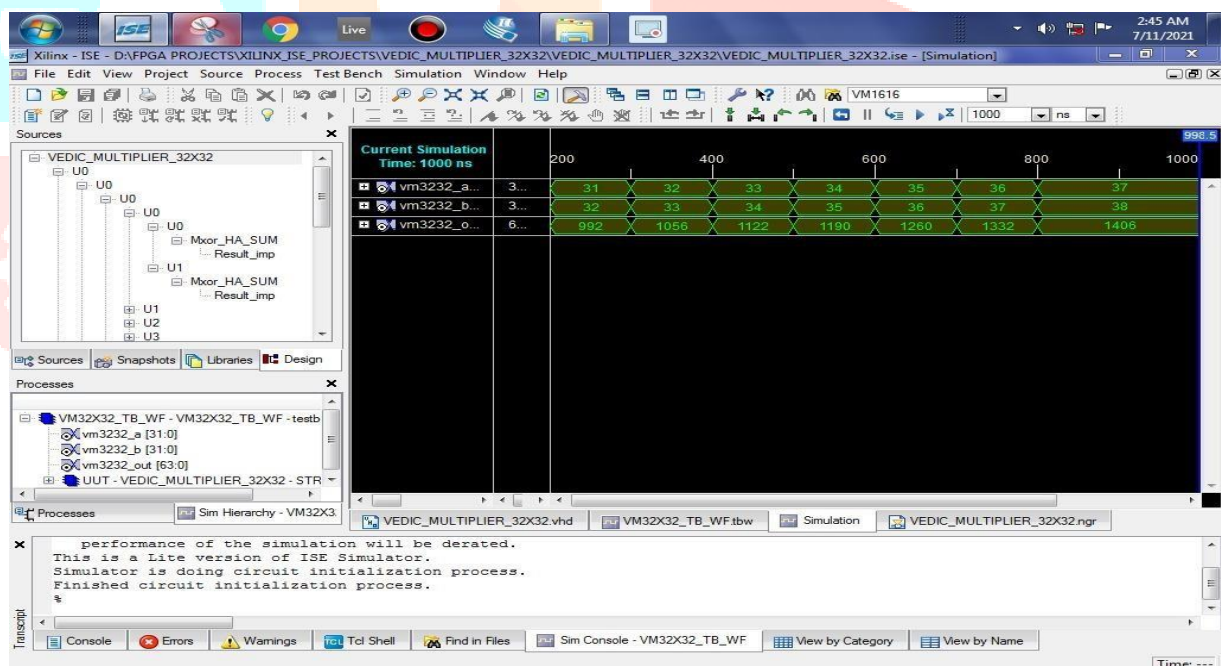 ISE
Live
2:45 AM
7/11/2021
Xilinx - ISE - D:\FPGA PROJECTS\XILINX_ISE_PROJECTS\VEDIC_MULTIPLIER_32X32\VEDIC_MULTIPLIER_32X32\VEDIC_MULTIPLIER_32X32.ise - [Simulation]
File Edit View Project Source Process Test Bench Simulation Window Help
VM1616
1000 ns
Sources
VEDIC_MULTIPLIER_32X32
U0
U0
U0
U0
Mxor_HA_SUM
Result_imp
U1
Mxor_HA_SUM
Result_imp
U1
U2
U3
Sources Snapshots Libraries Design
Processes
VM32X32_TB_WF - VM32X32_TB_WF - testb
vm3232_a [31:0]
vm3232_b [31:0]
vm3232_out [63:0]
UUT - VEDIC_MULTIPLIER_32X32 - STR
Processes Sim Hierarchy - VM32X3
998.5
Current Simulation
Time: 1000 ns
200 400 600 800 1000
vm3232_a... 3... 31 32 33 34 35 36 37
vm3232_b... 3... 32 33 34 35 36 37 38
vm3232_o... 6... 992 1056 1122 1190 1260 1332 1406
VEDIC_MULTIPLIER_32X32.vhd VM32X32_TB_WF.tbw Simulation VEDIC_MULTIPLIER_32X32.ngr
performance of the simulation will be derated.
This is a Lite version of ISE Simulator.
Simulator is doing circuit initialization process.
Finished circuit initialization process.
%
Transcript
Console Errors Warnings Tcl Shell Find in Files Sim Console - VM32X32_TB_WF View by Category View by Name
Time: ---